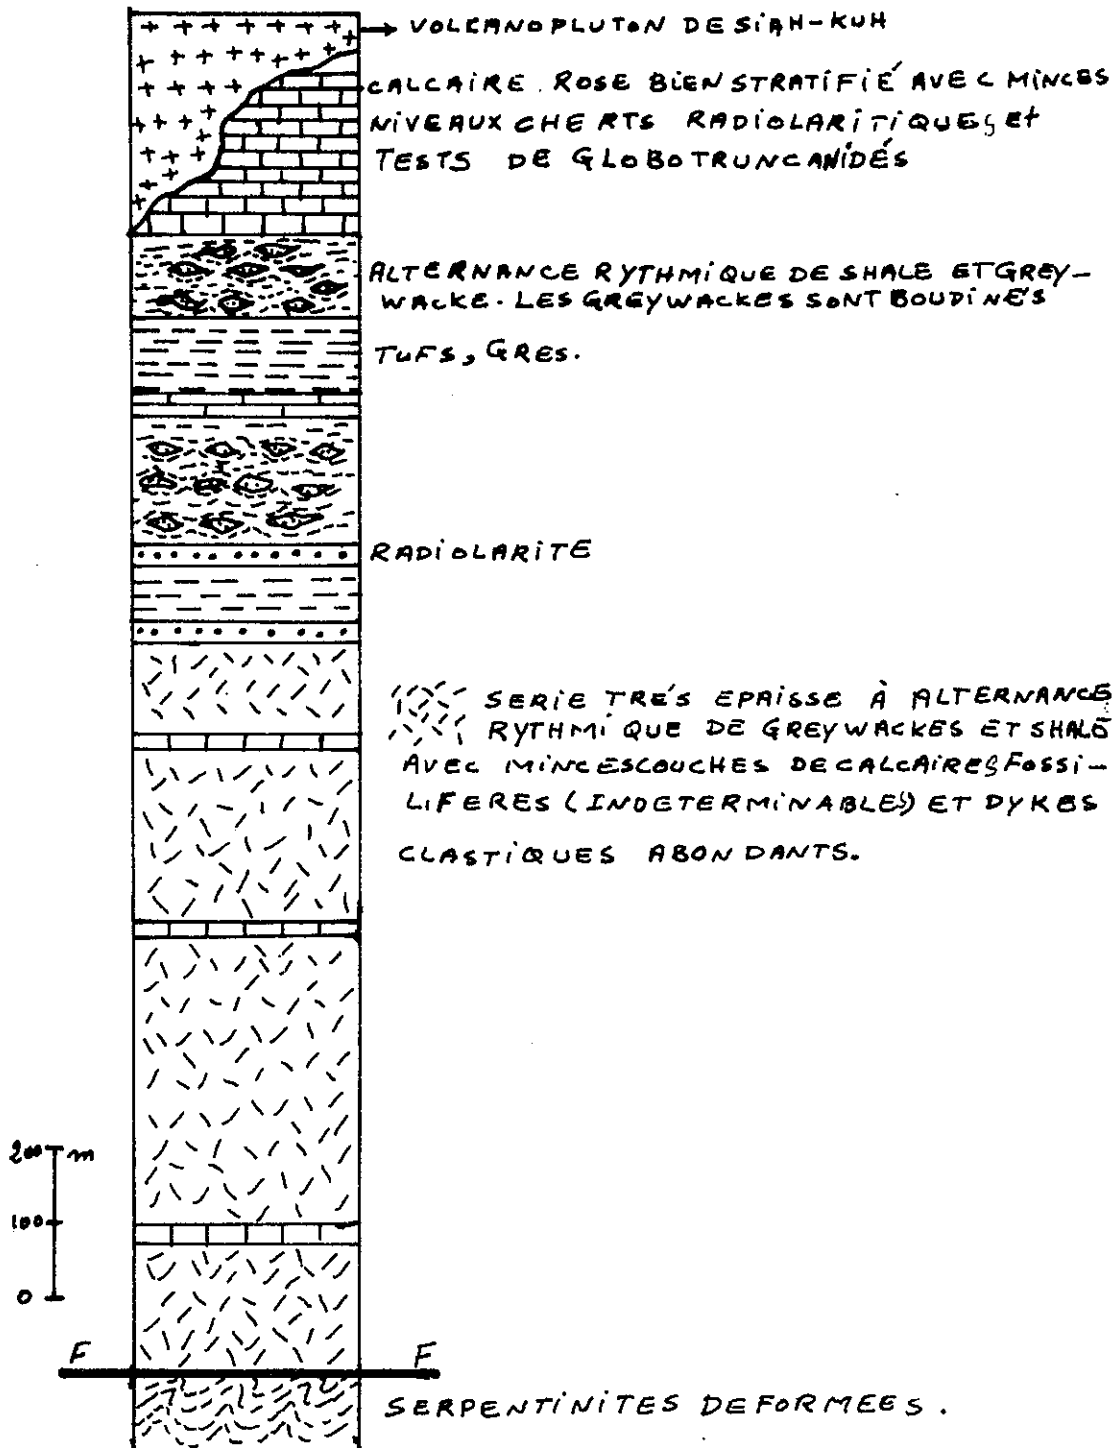 → VOLCANOPLUTON DE SIAH-KUH
CALCAIRE ROSE BIEN STRATIFIÉ AVEC MINCES
NIVEAUX CHERTS RADIOLARITIQUES et
TESTS DE GLOBOTRUNCANIDÉS
ALTERNANCE RYTHMIQUE DE SHALE ET GREY-
WACKE. LES GREYWACKES SONT BOUDINÉS
TUFS, GRES.
RADIOLARITE
SERIE TRÉS EPAISSE À ALTERNANCE
RYTHMIQUE DE GREYWACKES ET SHALE
AVEC MINCES COUCHES DE CALCAIRES FOSSI-
LIFERES (INDETERMINABLES) ET DYKES
CLASTIQUES ABONDANTS.
200 m
100
0
F F
SERPENTINITES DEFORMEES.